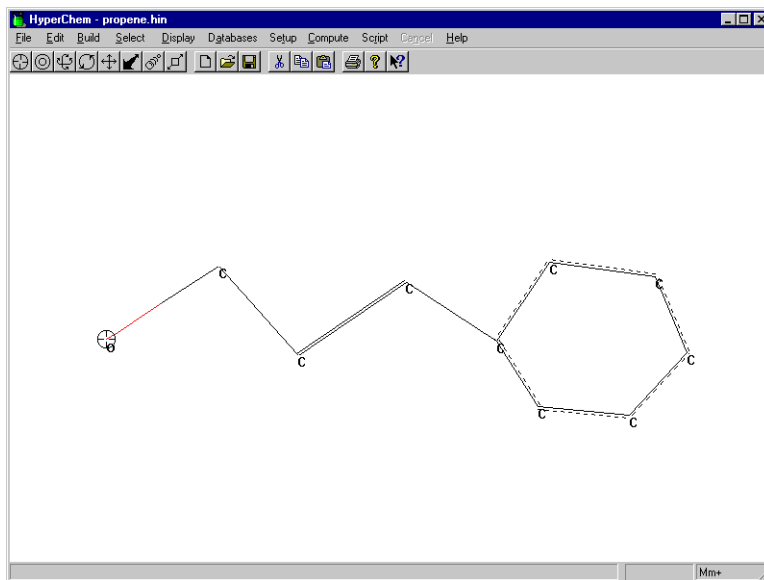 HyperChem - propene.hin
File Edit Build Select Display Databases Setup Compute Script Cancel Help
C
C
C
C
C
O
C
C
C
C
Mm+